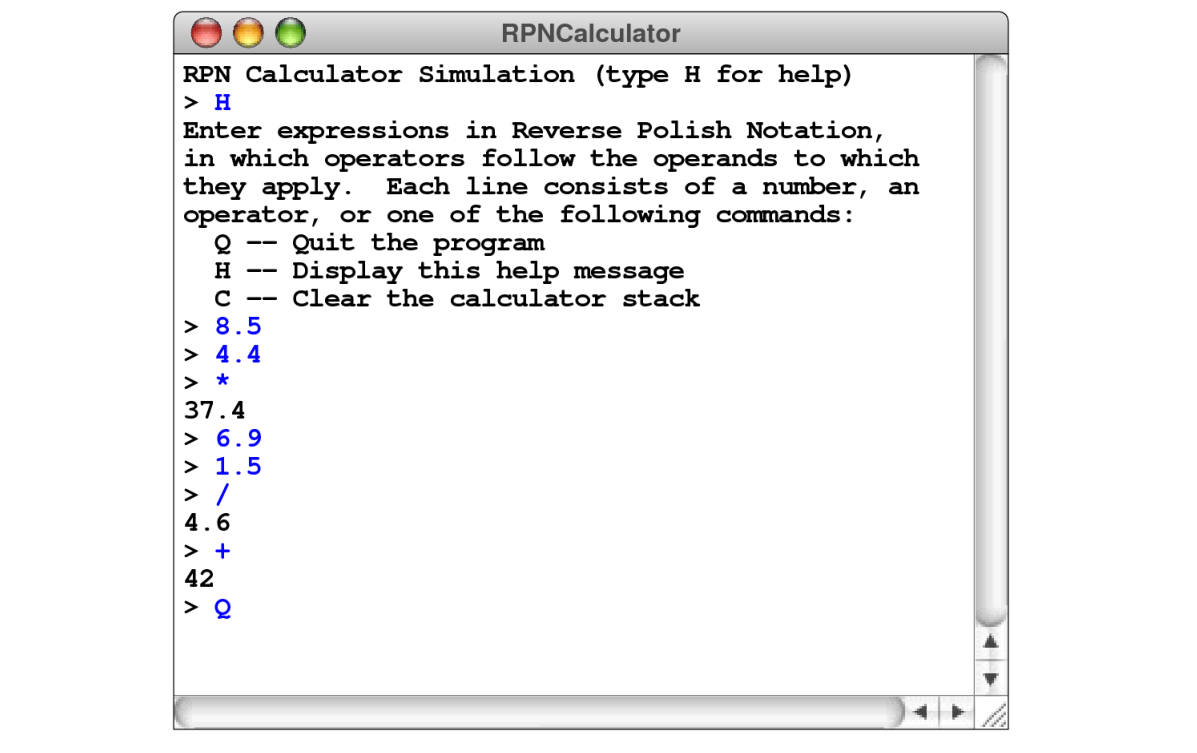 RPNCalculator
RPN Calculator Simulation (type H for help)
> H
Enter expressions in Reverse Polish Notation,
in which operators follow the operands to which
they apply.  Each line consists of a number, an
operator, or one of the following commands:
  Q -- Quit the program
  H -- Display this help message
  C -- Clear the calculator stack
> 8.5
> 4.4
> *
37.4
> 6.9
> 1.5
> /
4.6
> +
42
> Q